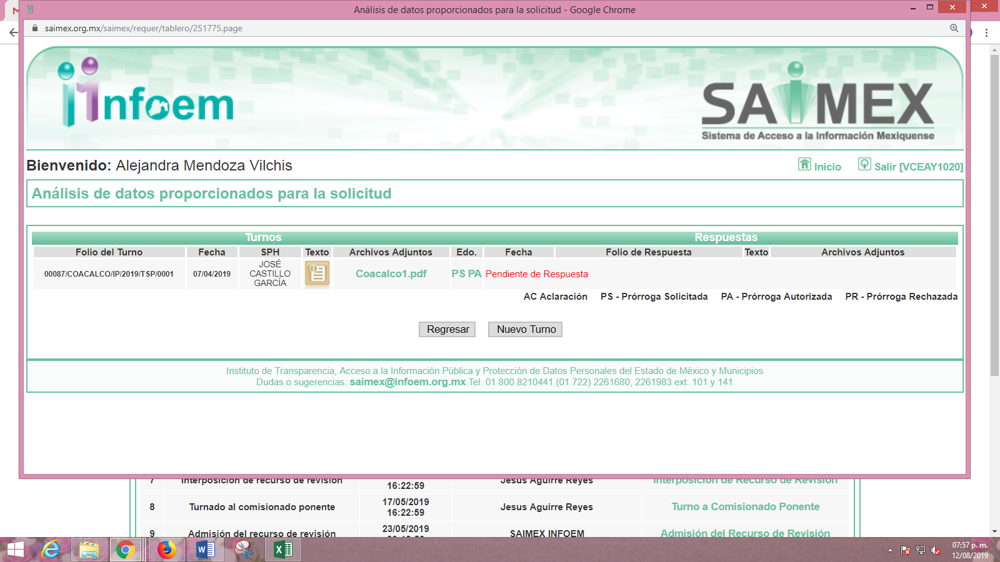 Análisis de datos proporcionados para la solicitud - Google Chrome
saimex.org.mx/saimex/requer/tablero/251775.page
infoem
SAIMEX
Sistema de Acceso a la Información Mexiquense
Bienvenido: Alejandra Mendoza Vilchis
Inicio Salir [VCEAY1020]
Análisis de datos proporcionados para la solicitud
Turnos Respuestas
Folio del Turno Fecha SPH Texto Archivos Adjuntos Edo. Fecha Folio de Respuesta Texto Archivos Adjuntos
00087/COACALCO/IP/2019/TSP/0001 07/04/2019 JOSÉ CASTILLO GARCÍA Coacalco1.pdf PS PA Pendiente de Respuesta
AC Aclaración PS - Prórroga Solicitada PA - Prórroga Autorizada PR - Prórroga Rechazada
Regresar Nuevo Turno
Instituto de Transparencia, Acceso a la Información Pública y Protección de Datos Personales del Estado de México y Municipios
Dudas o sugerencias: saimex@infoem.org.mx Tel. 01 800 8210441 (01 722) 2261680, 2261983 ext. 101 y 141
7 Interposición de recurso de revisión 16:22:59 Jesus Aguirre Reyes Interposición de Recurso de Revisión
8 Turnado al comisionado ponente 17/05/2019 16:22:59 Jesus Aguirre Reyes Turno a Comisionado Ponente
9 Admisión del recurso de revisión 23/05/2019 SAIMEX INFOEM Admisión del Recurso de Revisión
07:57 p. m.
12/08/2019